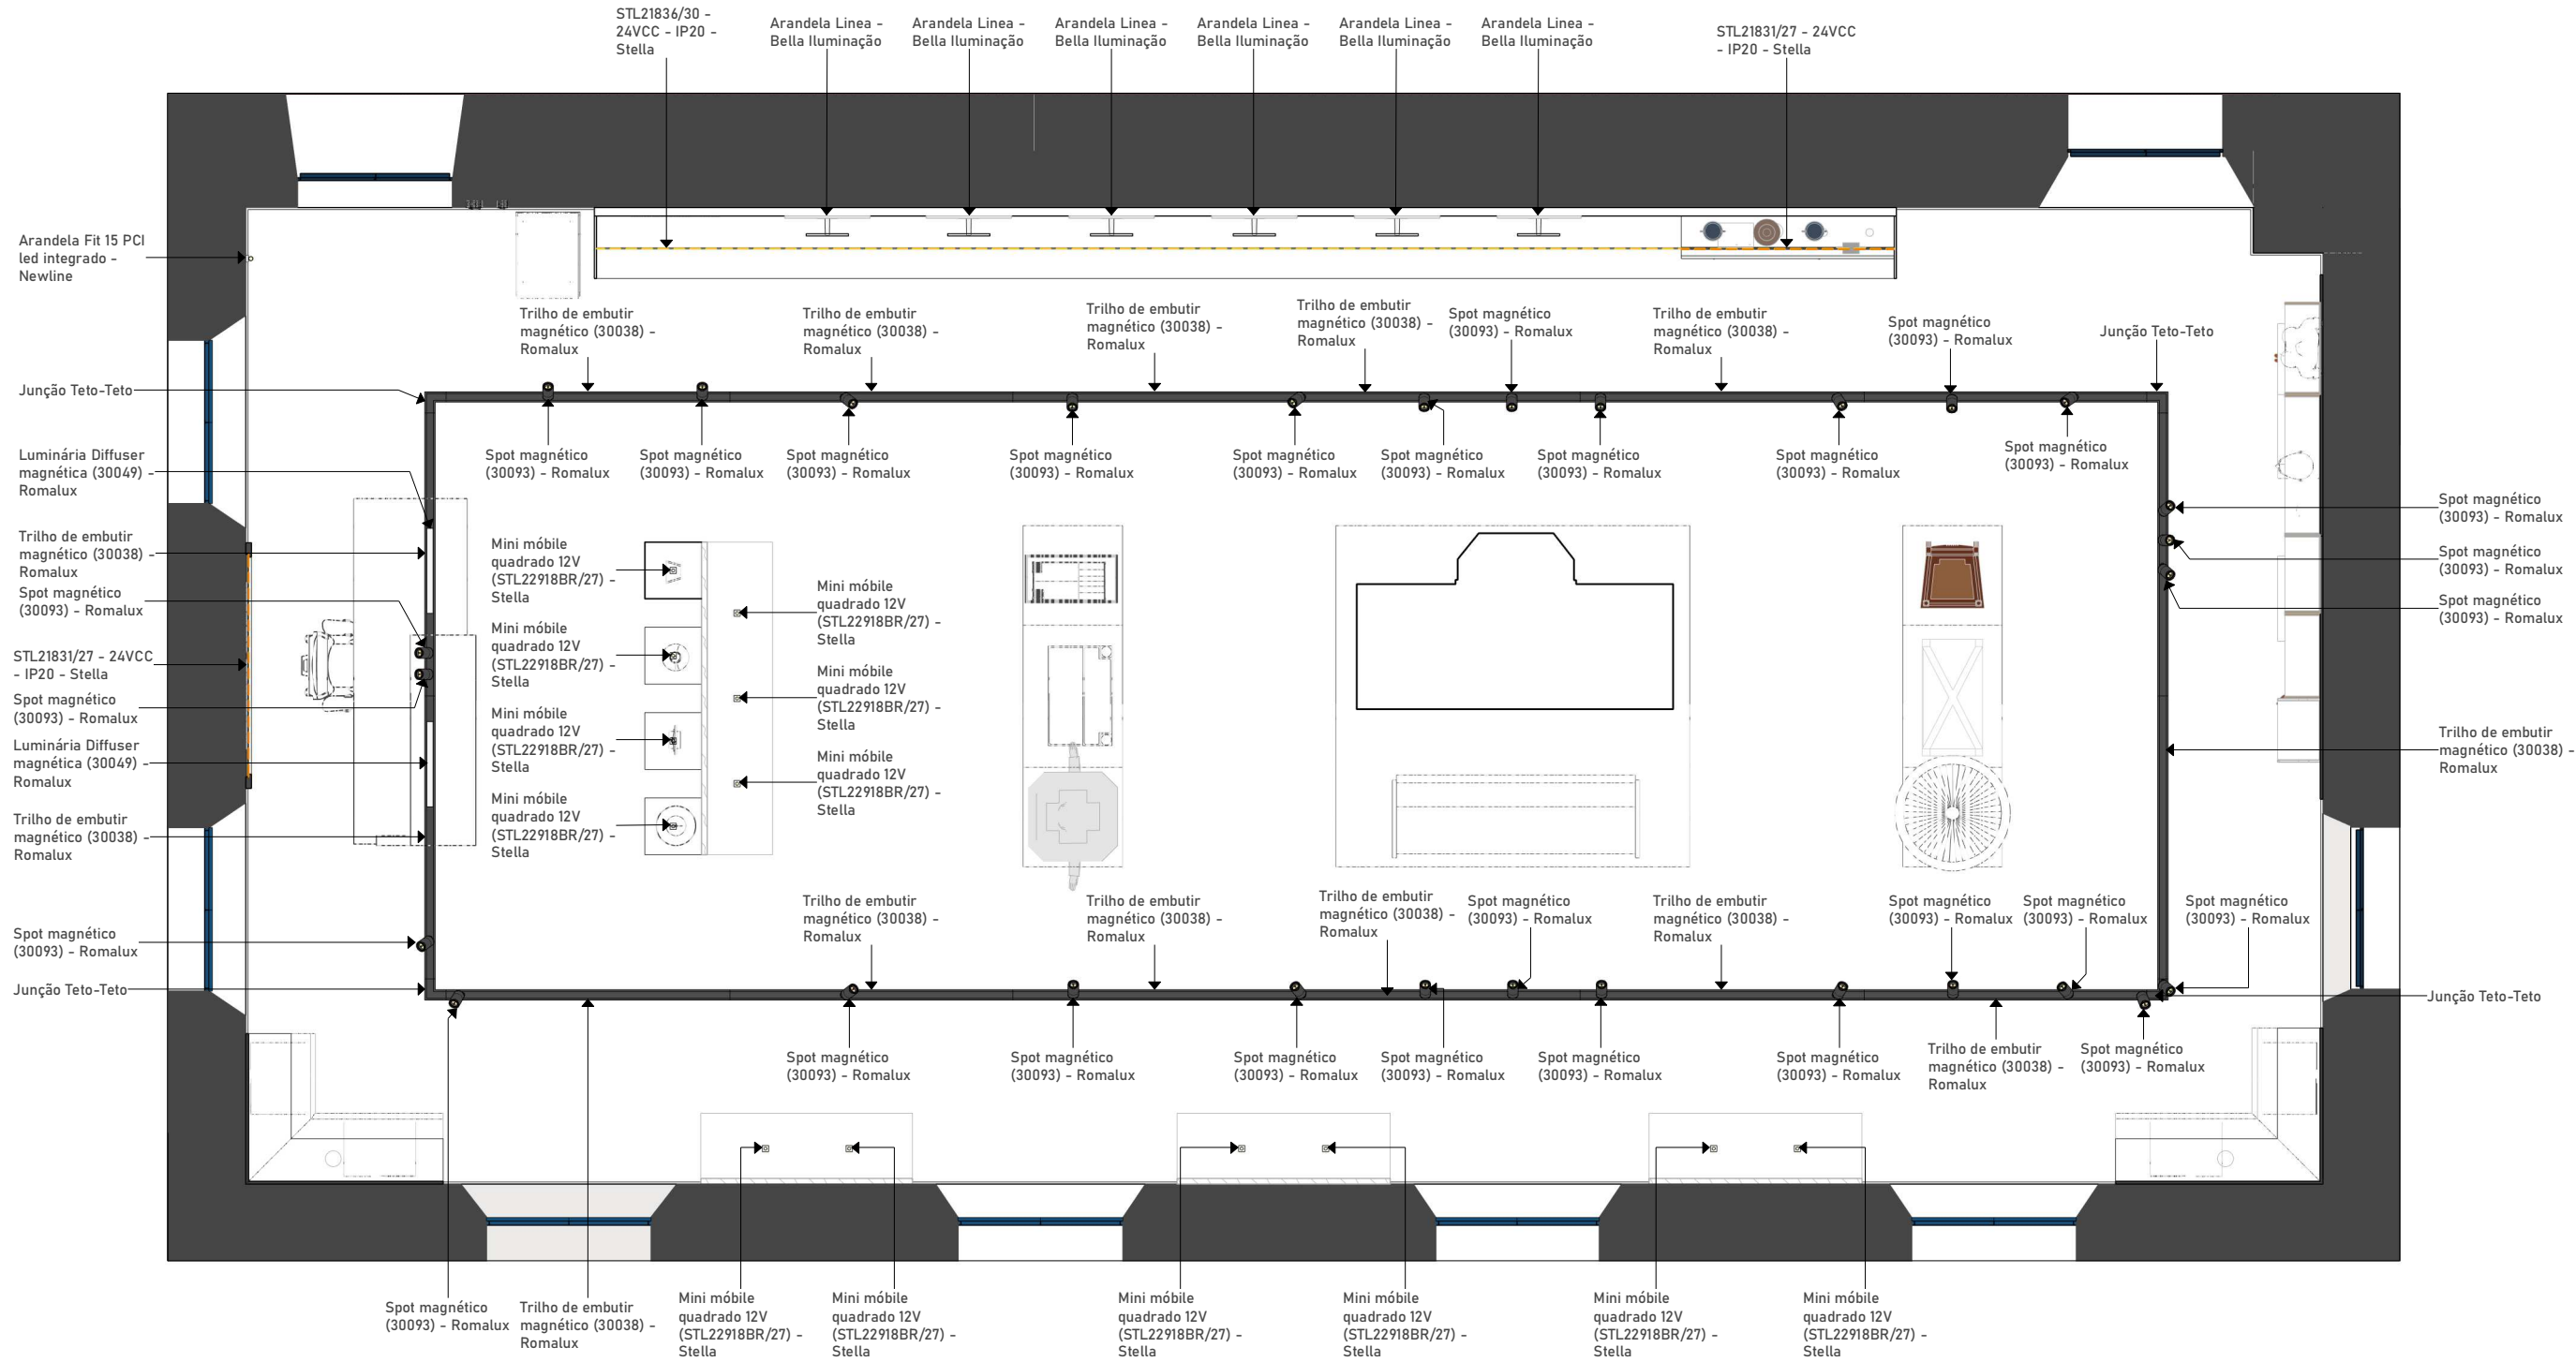 STL21836/30 -
24VCC - IP20 -
Stella
Arandela Linea -
Bella Iluminação
Arandela Linea -
Bella Iluminação
Arandela Linea -
Bella Iluminação
Arandela Linea -
Bella Iluminação
Arandela Linea -
Bella Iluminação
Arandela Linea -
Bella Iluminação
STL21831/27 - 24VCC
- IP20 - Stella
Arandela Fit 15 PCI
led integrado -
Newline
Trilho de embutir
magnético (30038) -
Romalux
Trilho de embutir
magnético (30038) -
Romalux
Trilho de embutir
magnético (30038) -
Romalux
Trilho de embutir
magnético (30038) -
Romalux
Spot magnético
(30093) - Romalux
Trilho de embutir
magnético (30038) -
Romalux
Spot magnético
(30093) - Romalux
Junção Teto-Teto
Junção Teto-Teto
Spot magnético
(30093) - Romalux
Spot magnético
(30093) - Romalux
Spot magnético
(30093) - Romalux
Spot magnético
(30093) - Romalux
Spot magnético
(30093) - Romalux
Spot magnético
(30093) - Romalux
Spot magnético
(30093) - Romalux
Spot magnético
(30093) - Romalux
Spot magnético
(30093) - Romalux
Luminária Diffuser
magnética (30049) -
Romalux
Trilho de embutir
magnético (30038) -
Romalux
Spot magnético
(30093) - Romalux
STL21831/27 - 24VCC
- IP20 - Stella
Spot magnético
(30093) - Romalux
Luminária Diffuser
magnética (30049) -
Romalux
Trilho de embutir
magnético (30038) -
Romalux
Spot magnético
(30093) - Romalux
Junção Teto-Teto
Mini móbile
quadrado 12V
(STL22918BR/27) -
Stella
Mini móbile
quadrado 12V
(STL22918BR/27) -
Stella
Mini móbile
quadrado 12V
(STL22918BR/27) -
Stella
Mini móbile
quadrado 12V
(STL22918BR/27) -
Stella
Mini móbile
quadrado 12V
(STL22918BR/27) -
Stella
Mini móbile
quadrado 12V
(STL22918BR/27) -
Stella
Mini móbile
quadrado 12V
(STL22918BR/27) -
Stella
Spot magnético
(30093) - Romalux
Spot magnético
(30093) - Romalux
Spot magnético
(30093) - Romalux
Trilho de embutir
magnético (30038) -
Romalux
Trilho de embutir
magnético (30038) -
Romalux
Trilho de embutir
magnético (30038) -
Romalux
Trilho de embutir
magnético (30038) -
Romalux
Spot magnético
(30093) - Romalux
Trilho de embutir
magnético (30038) -
Romalux
Spot magnético
(30093) - Romalux
Spot magnético
(30093) - Romalux
Spot magnético
(30093) - Romalux
Junção Teto-Teto
Spot magnético
(30093) - Romalux
Spot magnético
(30093) - Romalux
Spot magnético
(30093) - Romalux
Spot magnético
(30093) - Romalux
Spot magnético
(30093) - Romalux
Spot magnético
(30093) - Romalux
Trilho de embutir
magnético (30038) -
Romalux
Spot magnético
(30093) - Romalux
Spot magnético
(30093) - Romalux
Trilho de embutir
magnético (30038) -
Romalux
Mini móbile
quadrado 12V
(STL22918BR/27) -
Stella
Mini móbile
quadrado 12V
(STL22918BR/27) -
Stella
Mini móbile
quadrado 12V
(STL22918BR/27) -
Stella
Mini móbile
quadrado 12V
(STL22918BR/27) -
Stella
Mini móbile
quadrado 12V
(STL22918BR/27) -
Stella
Mini móbile
quadrado 12V
(STL22918BR/27) -
Stella